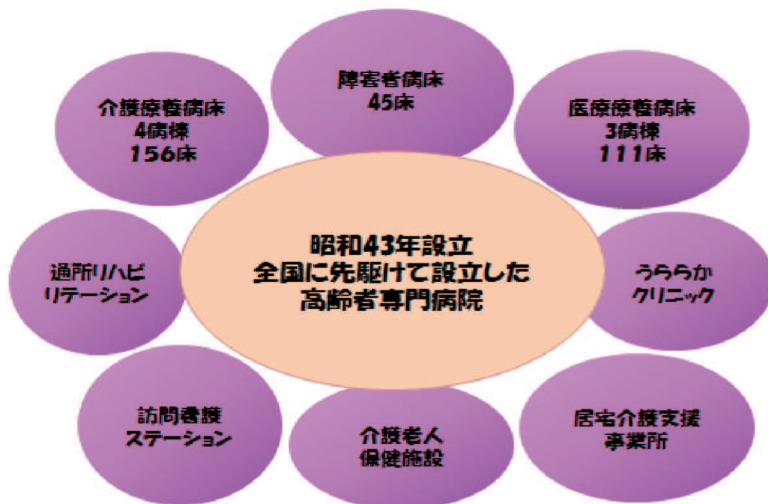 障害者病床
45床
介護療養病床
4病棟
156床
医療療養病床
3病棟
111床
昭和43年設立
全国に先駆けて設立した
高齢者専門病院
通所リハビ
リテーション
うららか
クリニック
訪問看護
ステーション
介護老人
保健施設
居宅介護支援
事業所